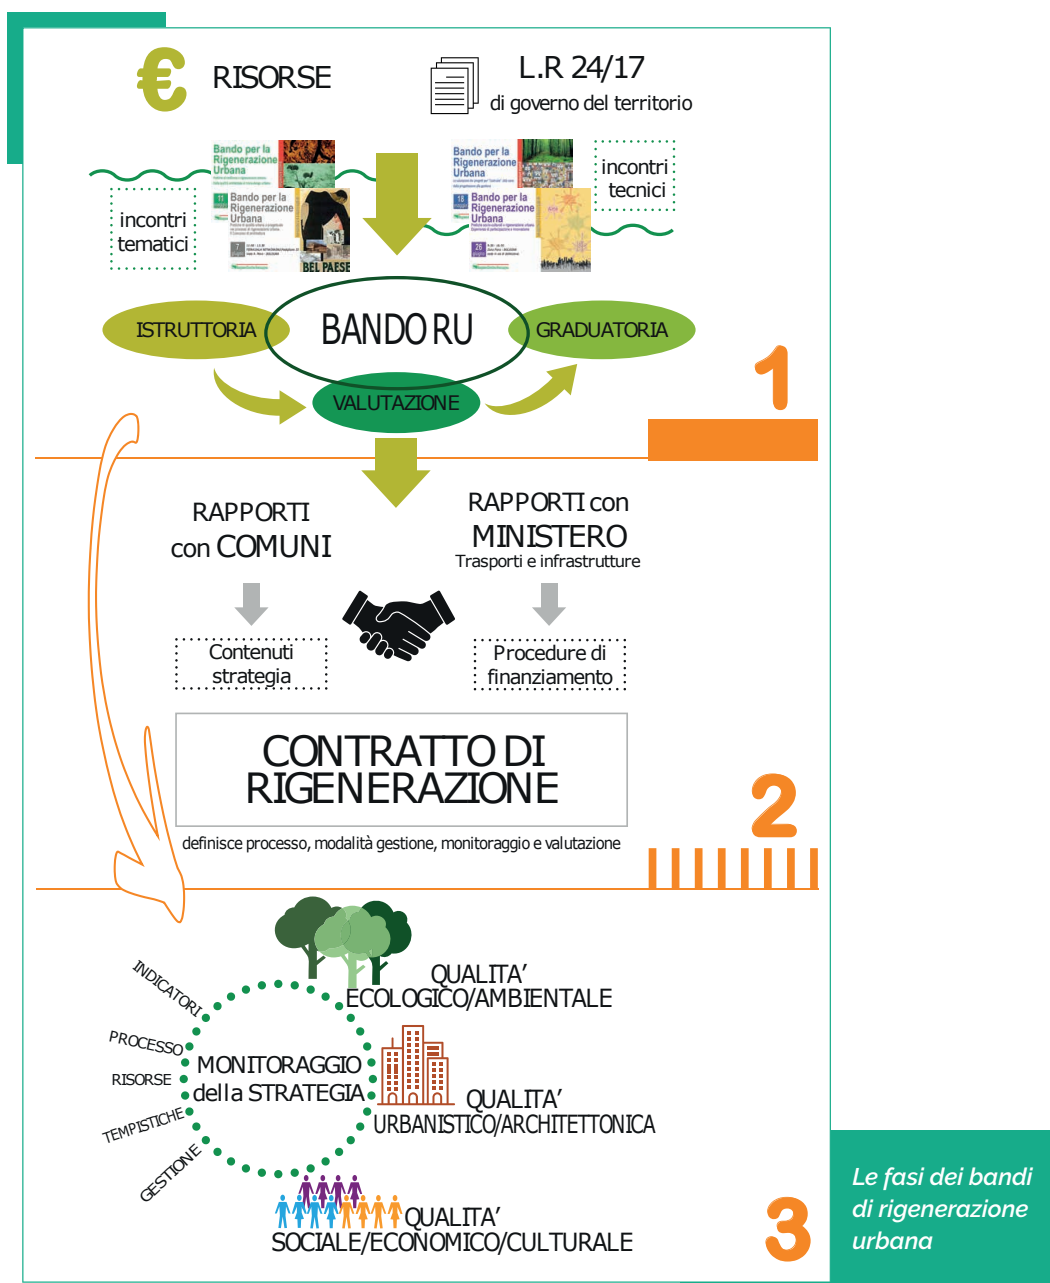 € RISORSE
L.R 24/17
di governo del territorio
Bando per la
Rigenerazione
Urbana
11
Bando per la
Rigenerazione
Urbana
7
BEL PAESE
incontri
tematici
Bando per la
Rigenerazione
Urbana
18
Bando per la
Rigenerazione
Urbana
26
incontri
tecnici
ISTRUTTORIA
BANDO RU
GRADUATORIA
VALUTAZIONE
1
RAPPORTI
con COMUNI
RAPPORTI con
MINISTERO
Trasporti e infrastrutture
Contenuti
strategia
Procedure di
finanziamento
CONTRATTO DI
RIGENERAZIONE
definisce processo, modalità gestione, monitoraggio e valutazione
2
INDICATORI
PROCESSO
RISORSE
TEMPISTICHE
GESTIONE
MONITORAGGIO
della STRATEGIA
QUALITA’
ECOLOGICO/AMBIENTALE
QUALITA’
URBANISTICO/ARCHITETTONICA
QUALITA’
SOCIALE/ECONOMICO/CULTURALE
3
Le fasi dei bandi
di rigenerazione
urbana